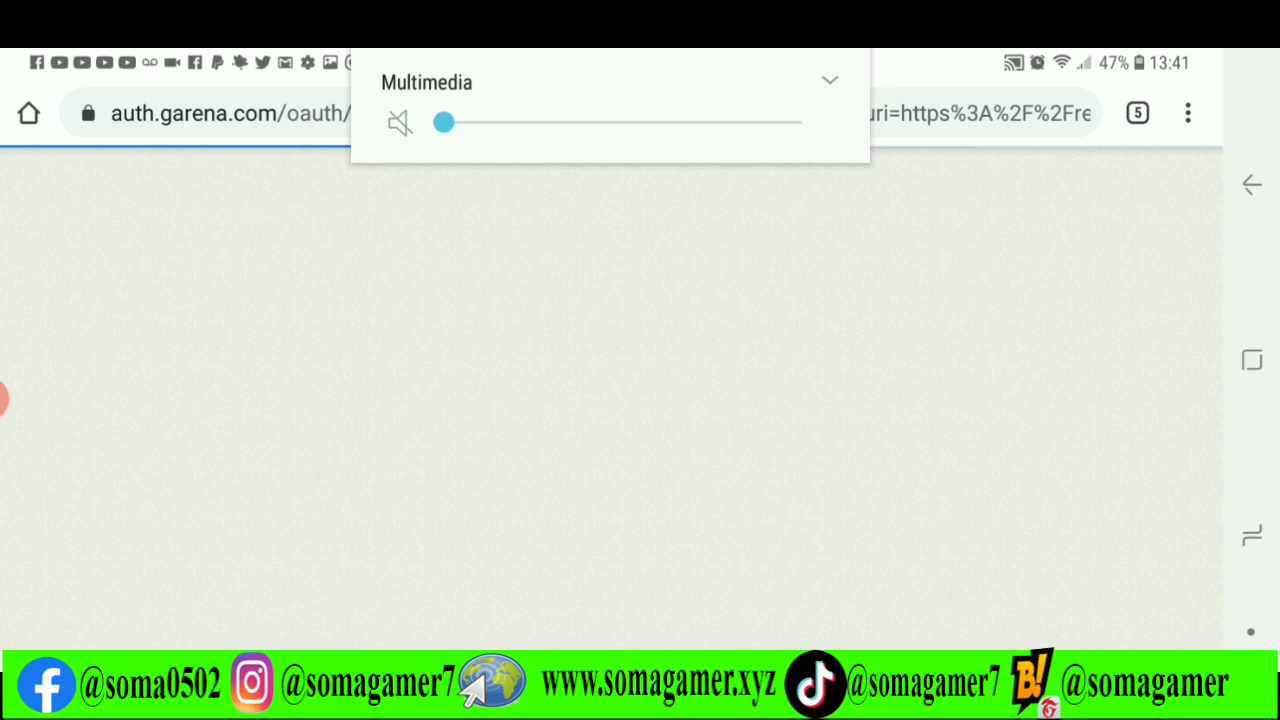 Multimedia
47% 13:41
auth.garena.com/oauth/
uri=https%3A%2F%2Fre
5
@soma0502 @somagamer7 www.somagamer.xyz @somagamer7 B! @somagamer